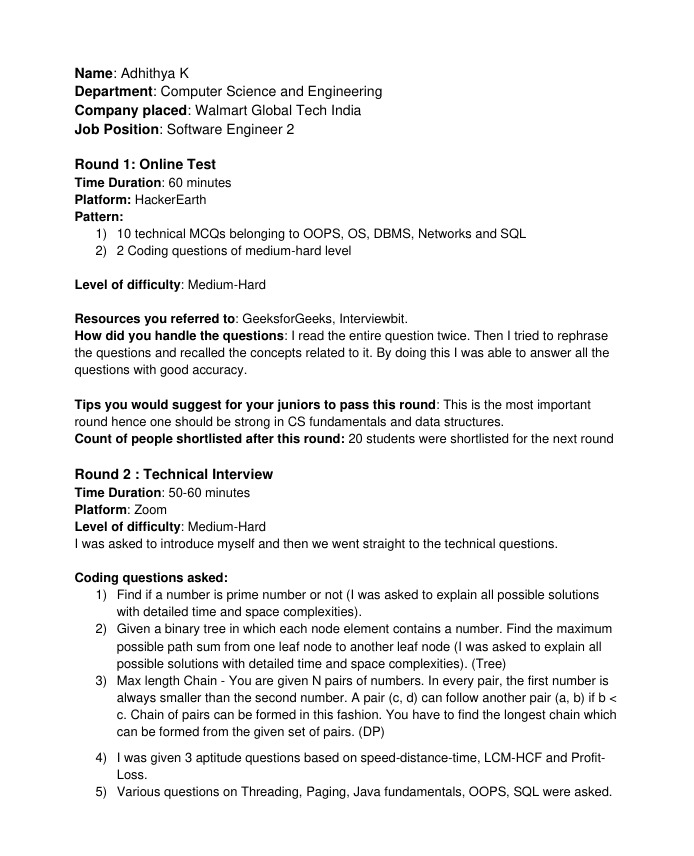 Name: Adhithya K
Department: Computer Science and Engineering
Company placed: Walmart Global Tech India
Job Position: Software Engineer 2
Round 1: Online Test
Time Duration: 60 minutes
Platform: HackerEarth
Pattern:
1) 10 technical MCQs belonging to OOPS, OS, DBMS, Networks and SQL
2) 2 Coding questions of medium-hard level
Level of difficulty: Medium-Hard
Resources you referred to: GeeksforGeeks, Interviewbit.
How did you handle the questions: I read the entire question twice. Then I tried to rephrase
the questions and recalled the concepts related to it. By doing this I was able to answer all the
questions with good accuracy.
Tips you would suggest for your juniors to pass this round: This is the most important
round hence one should be strong in CS fundamentals and data structures.
Count of people shortlisted after this round: 20 students were shortlisted for the next round
Round 2 : Technical Interview
Time Duration: 50-60 minutes
Platform: Zoom
Level of difficulty: Medium-Hard
I was asked to introduce myself and then we went straight to the technical questions.
Coding questions asked:
1) Find if a number is prime number or not (I was asked to explain all possible solutions
with detailed time and space complexities).
2) Given a binary tree in which each node element contains a number. Find the maximum
possible path sum from one leaf node to another leaf node (I was asked to explain all
possible solutions with detailed time and space complexities). (Tree)
3) Max length Chain - You are given N pairs of numbers. In every pair, the first number is
always smaller than the second number. A pair (c, d) can follow another pair (a, b) if b <
c. Chain of pairs can be formed in this fashion. You have to find the longest chain which
can be formed from the given set of pairs. (DP)
4) I was given 3 aptitude questions based on speed-distance-time, LCM-HCF and Profit-
Loss.
5) Various questions on Threading, Paging, Java fundamentals, OOPS, SQL were asked.